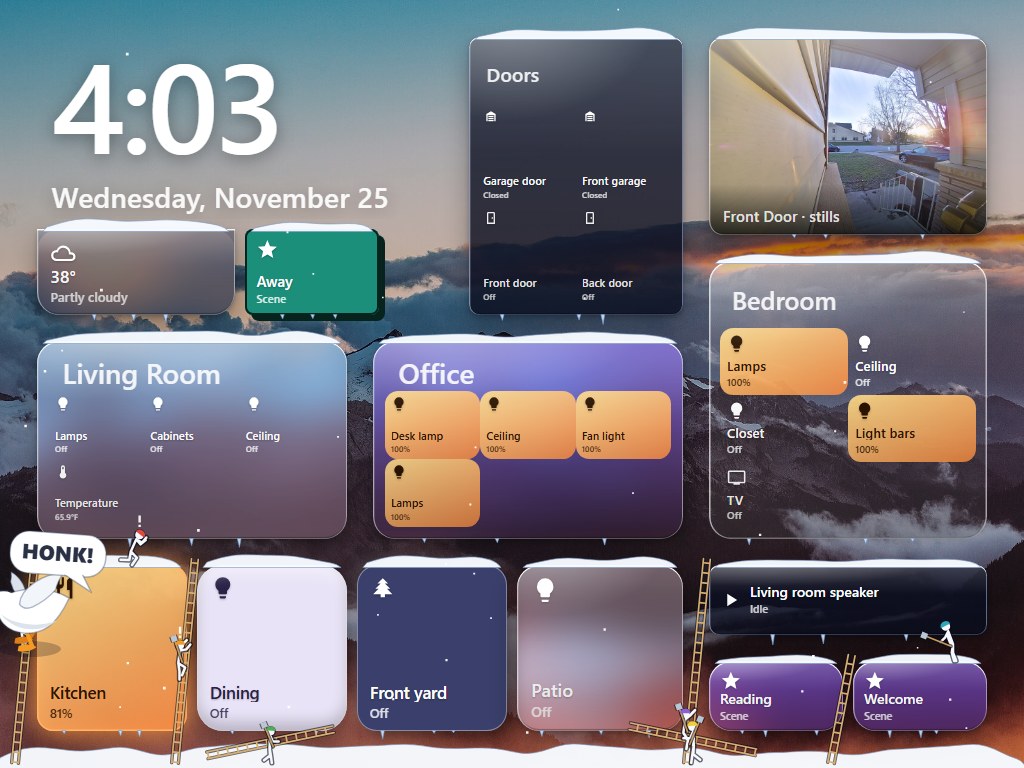 4:03
Wednesday, November 25
38°
Partly cloudy
Away
Scene
Doors
Garage door
Closed
Front garage
Closed
Front door
Off
Back door
Off
Front Door · stills
Living Room
Lamps
Off
Cabinets
Off
Ceiling
Off
Temperature
65.9°F
Office
Desk lamp
100%
Ceiling
100%
Fan light
100%
Lamps
100%
Bedroom
Lamps
100%
Ceiling
Off
Closet
Off
Light bars
100%
TV
Off
!
HONK!
Kitchen
81%
Dining
Off
Front yard
Off
Patio
Off
Living room speaker
Idle
Reading
Scene
Welcome
Scene